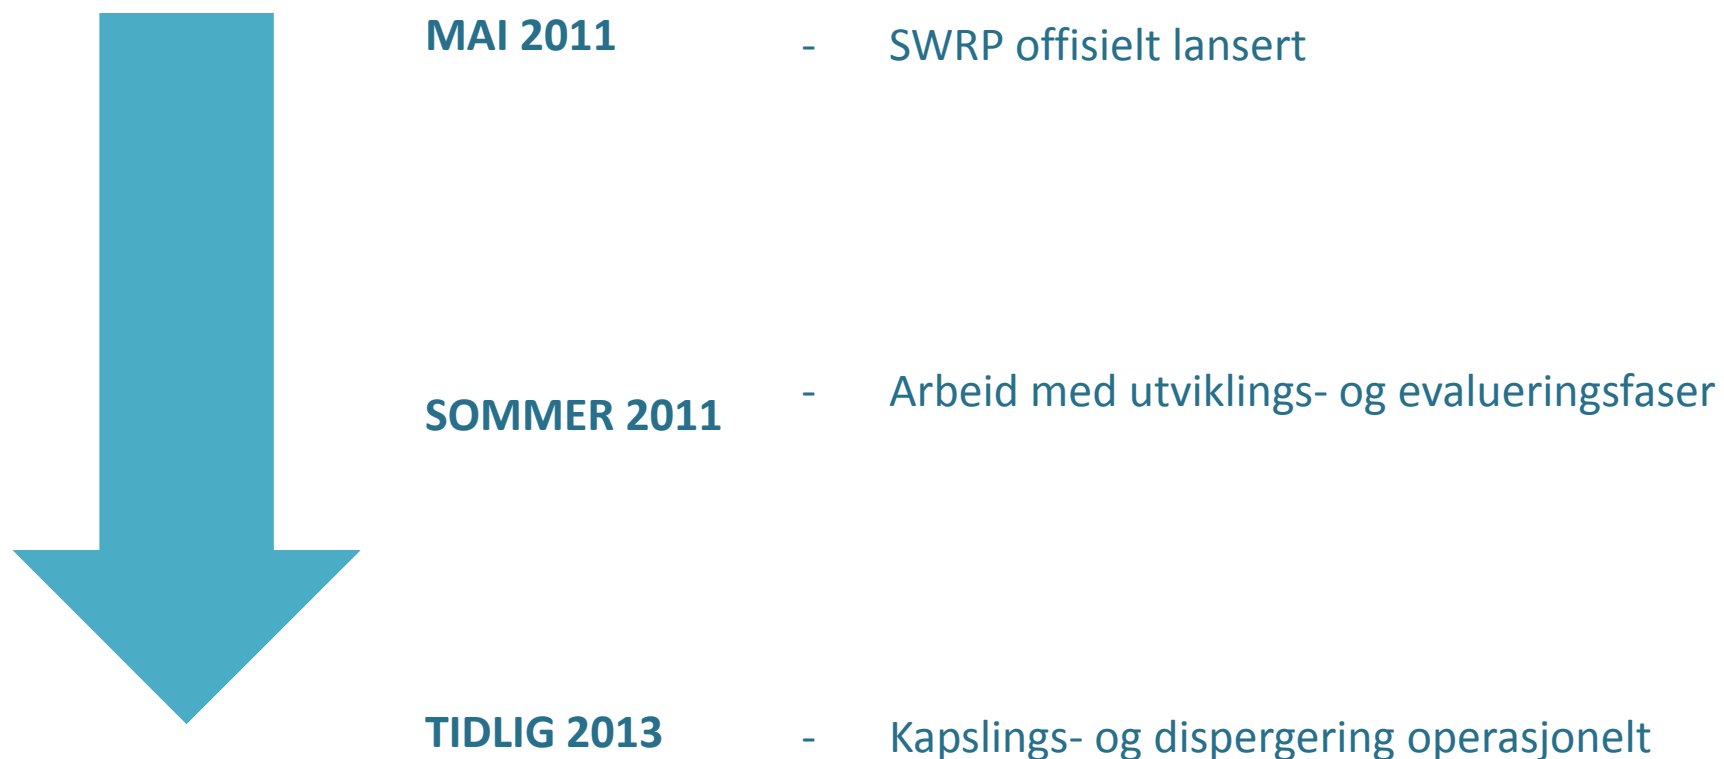 MAI 2011 - SWRP offisielt lansert
SOMMER 2011 - Arbeid med utviklings- og evalueringsfaser
TIDLIG 2013 - Kapslings- og dispergering operasjonelt